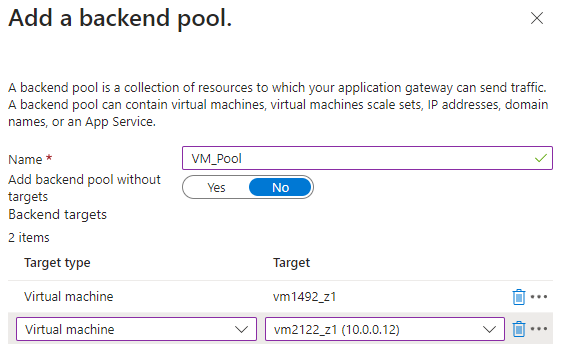 Add a backend pool.
A backend pool is a collection of resources to which your application gateway can send traffic.
A backend pool can contain virtual machines, virtual machines scale sets, IP addresses, domain
names, or an App Service.
Name *
VM_Pool
Add backend pool without
targets
Yes
No
Backend targets
2 items
Target type
Target
Virtual machine
vm1492_z1
Virtual machine
vm2122_z1 (10.0.0.12)